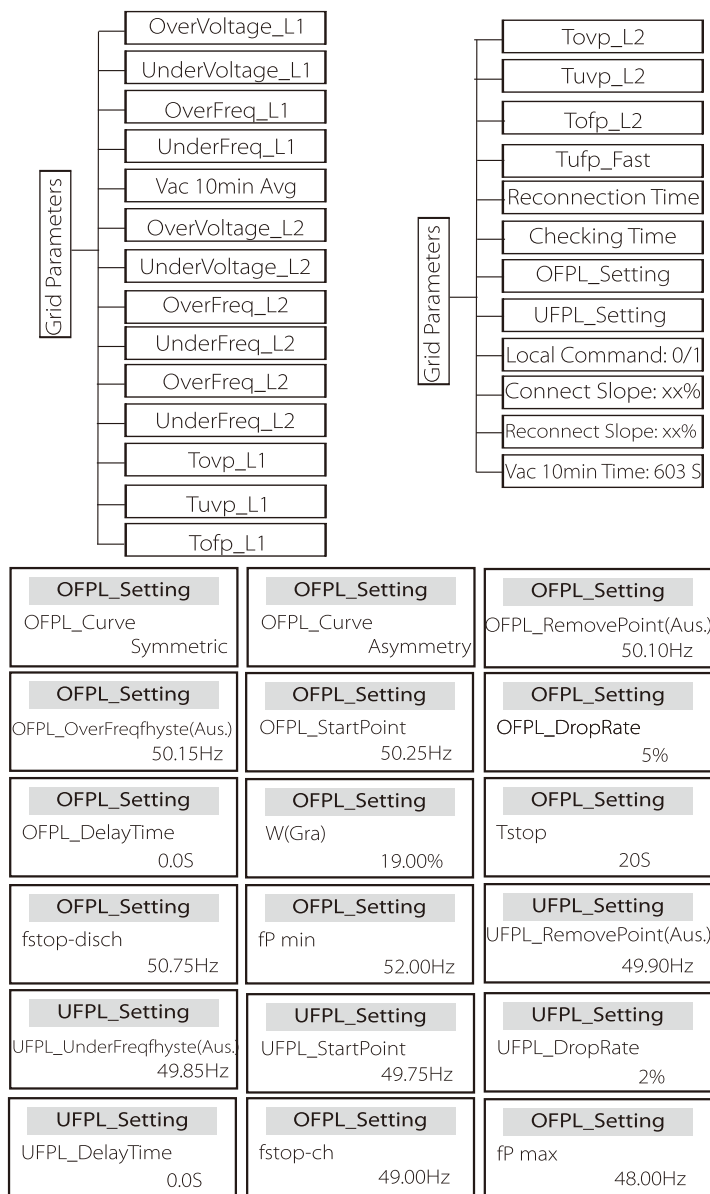 Grid Parameters
OverVoltage_L1
UnderVoltage_L1
OverFreq_L1
UnderFreq_L1
Vac 10min Avg
OverVoltage_L2
UnderVoltage_L2
OverFreq_L2
UnderFreq_L2
OverFreq_L2
UnderFreq_L2
Tovp_L1
Tuvp_L1
Tofp_L1
Grid Parameters
Tovp_L2
Tuvp_L2
Tofp_L2
Tufp_Fast
Reconnection Time
Checking Time
OFPL_Setting
UFPL_Setting
Local Command: 0/1
Connect Slope: xx%
Reconnect Slope: xx%
Vac 10min Time: 603 S
OFPL_Setting
OFPL_Curve
Symmetric
OFPL_Setting
OFPL_Curve
Asymmetry
OFPL_Setting
OFPL_RemovePoint(Aus.)
50.10Hz
OFPL_Setting
OFPL_OverFreqfhyste(Aus.)
50.15Hz
OFPL_Setting
OFPL_StartPoint
50.25Hz
OFPL_Setting
OFPL_DropRate
5%
OFPL_Setting
OFPL_DelayTime
0.0S
OFPL_Setting
W(Gra)
19.00%
OFPL_Setting
Tstop
20S
OFPL_Setting
fstop-disch
50.75Hz
OFPL_Setting
fP min
52.00Hz
UFPL_Setting
UFPL_RemovePoint(Aus.)
49.90Hz
UFPL_Setting
UFPL_UnderFreqfhyste(Aus.)
49.85Hz
UFPL_Setting
UFPL_StartPoint
49.75Hz
UFPL_Setting
UFPL_DropRate
2%
UFPL_Setting
UFPL_DelayTime
0.0S
OFPL_Setting
fstop-ch
49.00Hz
OFPL_Setting
fP max
48.00Hz